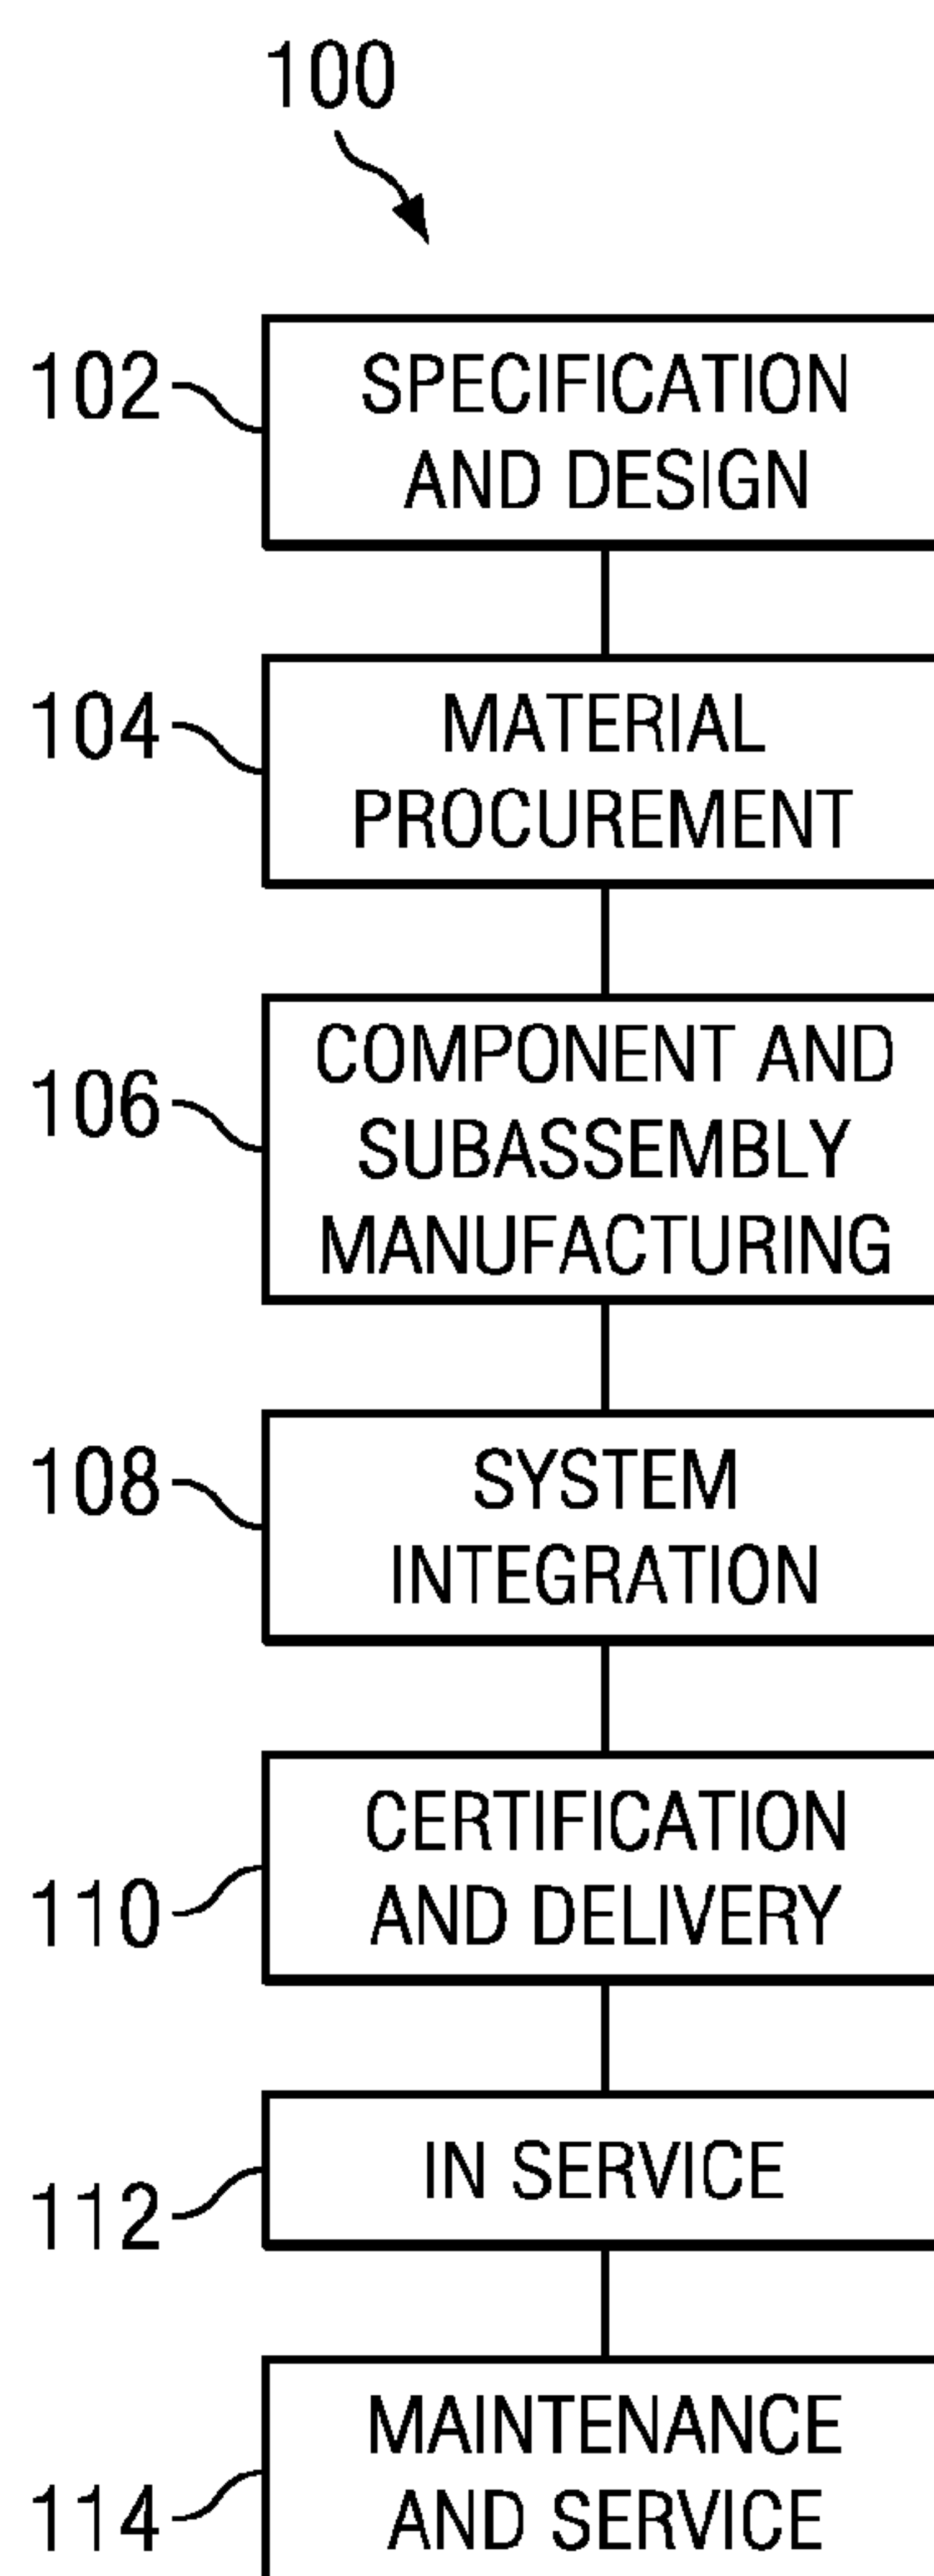 100
102
SPECIFICATION
AND DESIGN
104
MATERIAL
PROCUREMENT
106
COMPONENT AND
SUBASSEMBLY
MANUFACTURING
108
SYSTEM
INTEGRATION
110
CERTIFICATION
AND DELIVERY
112
IN SERVICE
114
MAINTENANCE
AND SERVICE